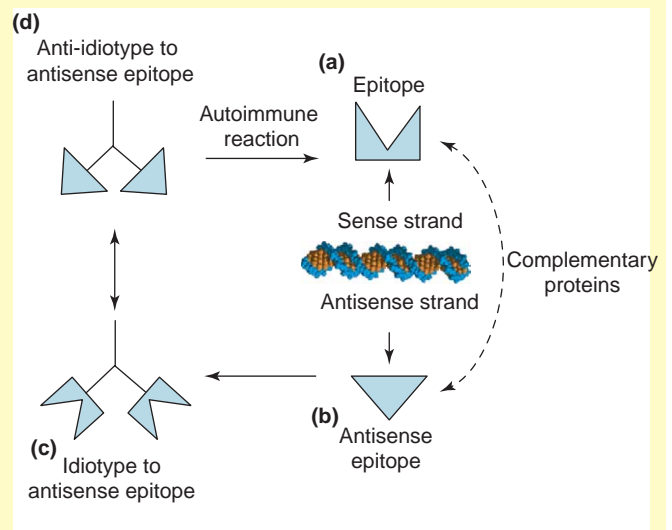 (d)
Anti-idiotype to
antisense epitope
(a)
Epitope
Autoimmune
reaction
Sense strand
Antisense strand
Complementary
proteins
(b)
Antisense
epitope
(c)
Idiotype to
antisense epitope